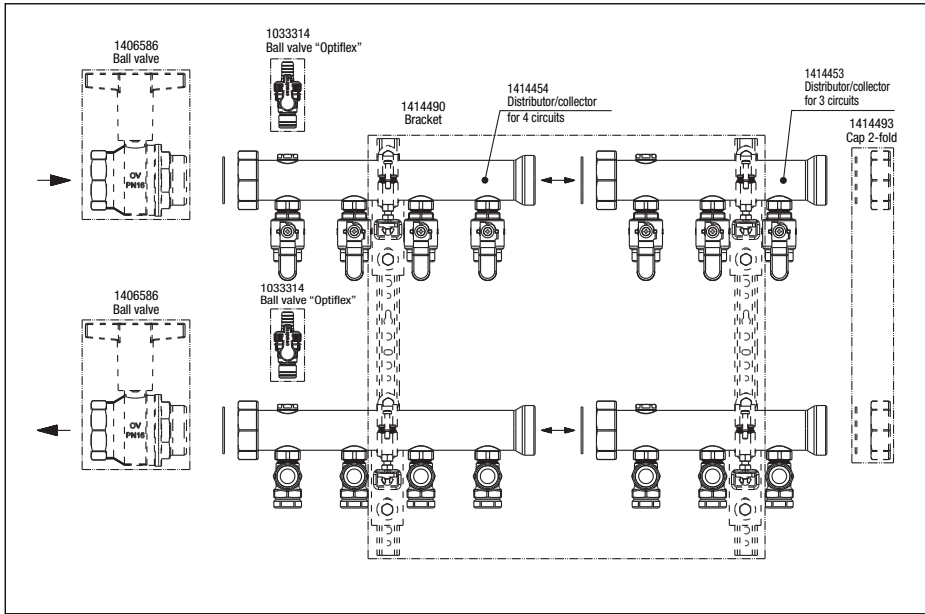 1406586
Ball valve
1033314
Ball valve "Optiflex"
1414490
Bracket
1414454
Distributor/collector
for 4 circuits
1414453
Distributor/collector
for 3 circuits
1414493
Cap 2-fold
OV
PN16
1406586
Ball valve
1033314
Ball valve "Optiflex"
OV
PN16